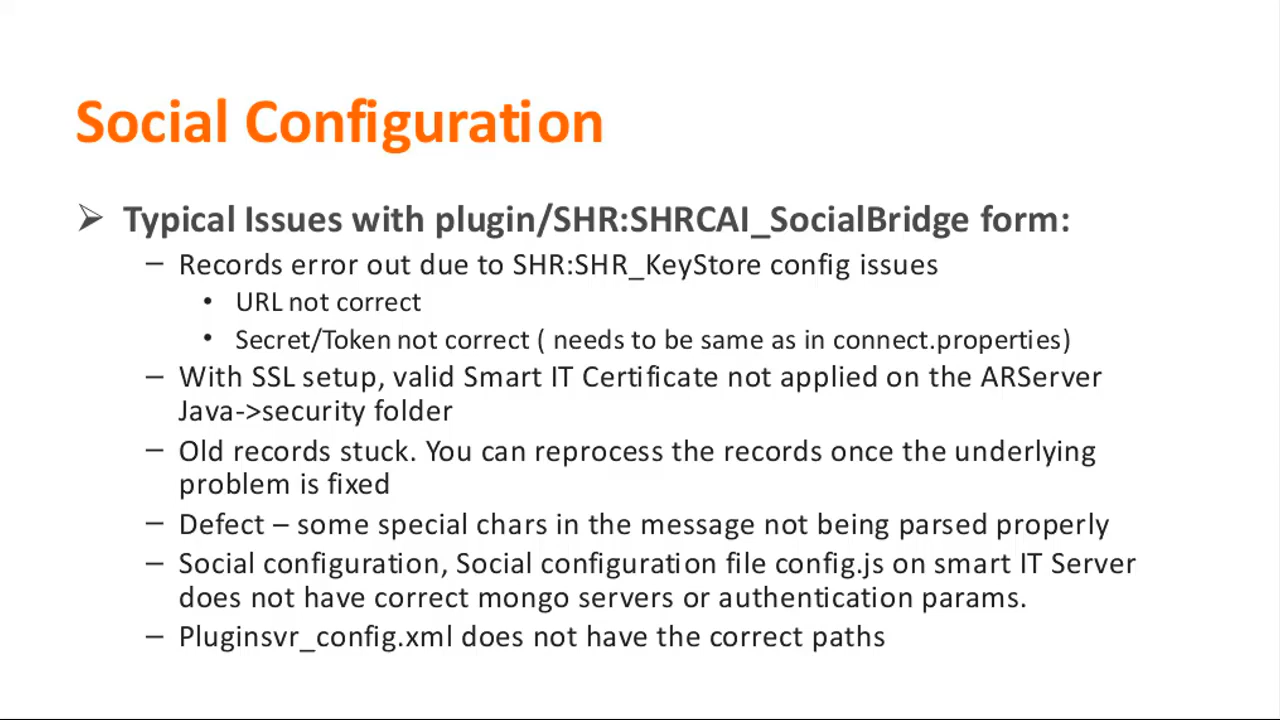 Social Configuration
➢ Typical Issues with plugin/SHR:SHRCAI_SocialBridge form:
– Records error out due to SHR:SHR_KeyStore config issues
• URL not correct
• Secret/Token not correct ( needs to be same as in connect.properties)
– With SSL setup, valid Smart IT Certificate not applied on the ARServer
Java->security folder
– Old records stuck. You can reprocess the records once the underlying
problem is fixed
– Defect – some special chars in the message not being parsed properly
– Social configuration, Social configuration file config.js on smart IT Server
does not have correct mongo servers or authentication params.
– Pluginsvr_config.xml does not have the correct paths